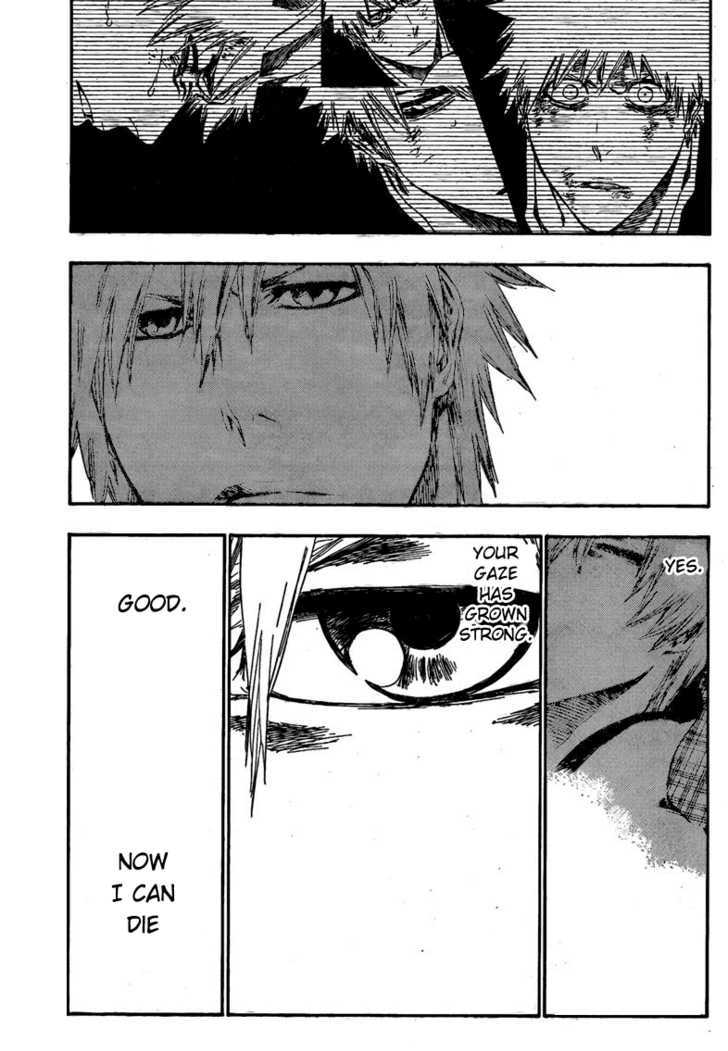 YES.
YOUR
GAZE
HAS
GROWN
STRONG.
GOOD.
NOW
I CAN
DIE